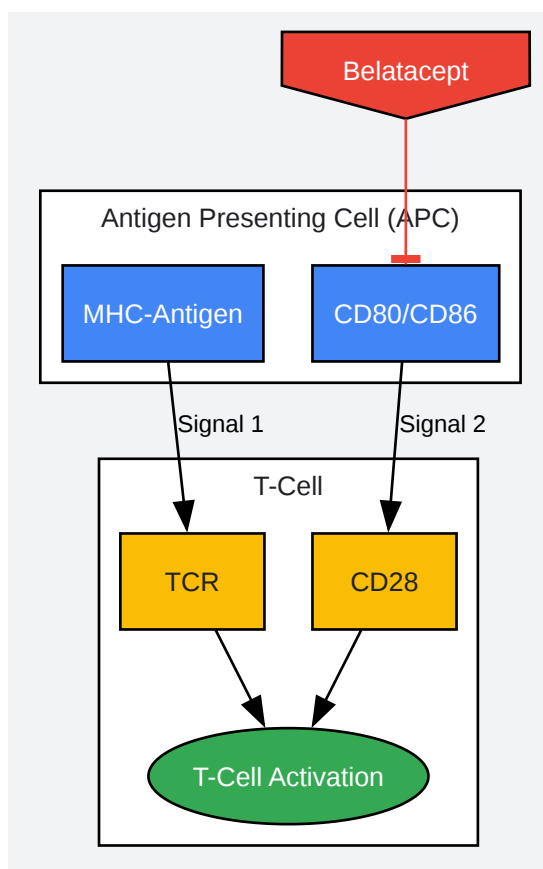 Belatacept
Antigen Presenting Cell (APC)
MHC-Antigen
CD80/CD86
Signal 1
Signal 2
T-Cell
TCR
CD28
T-Cell Activation